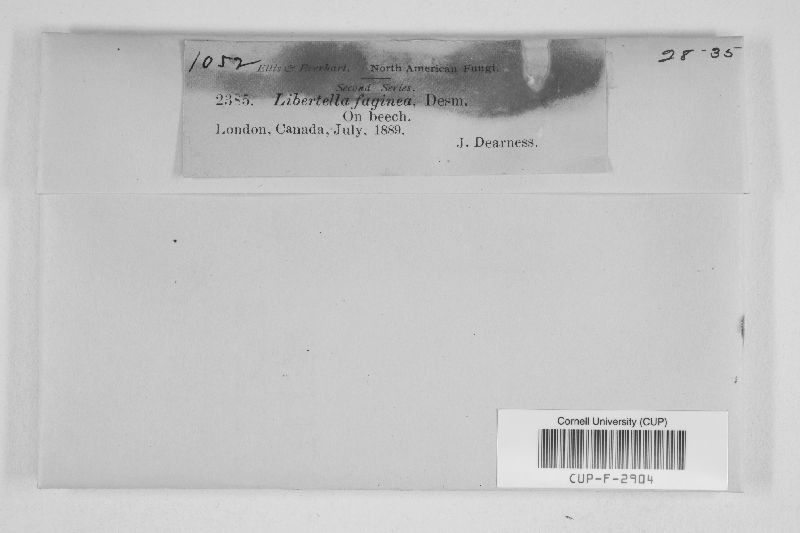 1052
28-35
Ellis & Everhart. North American Fungi.
Second Series.
2385. Libertella faginea, Desm.
On beech.
London, Canada, July, 1889.
J. Dearness.
Cornell University (CUP)
CUP-F-2904